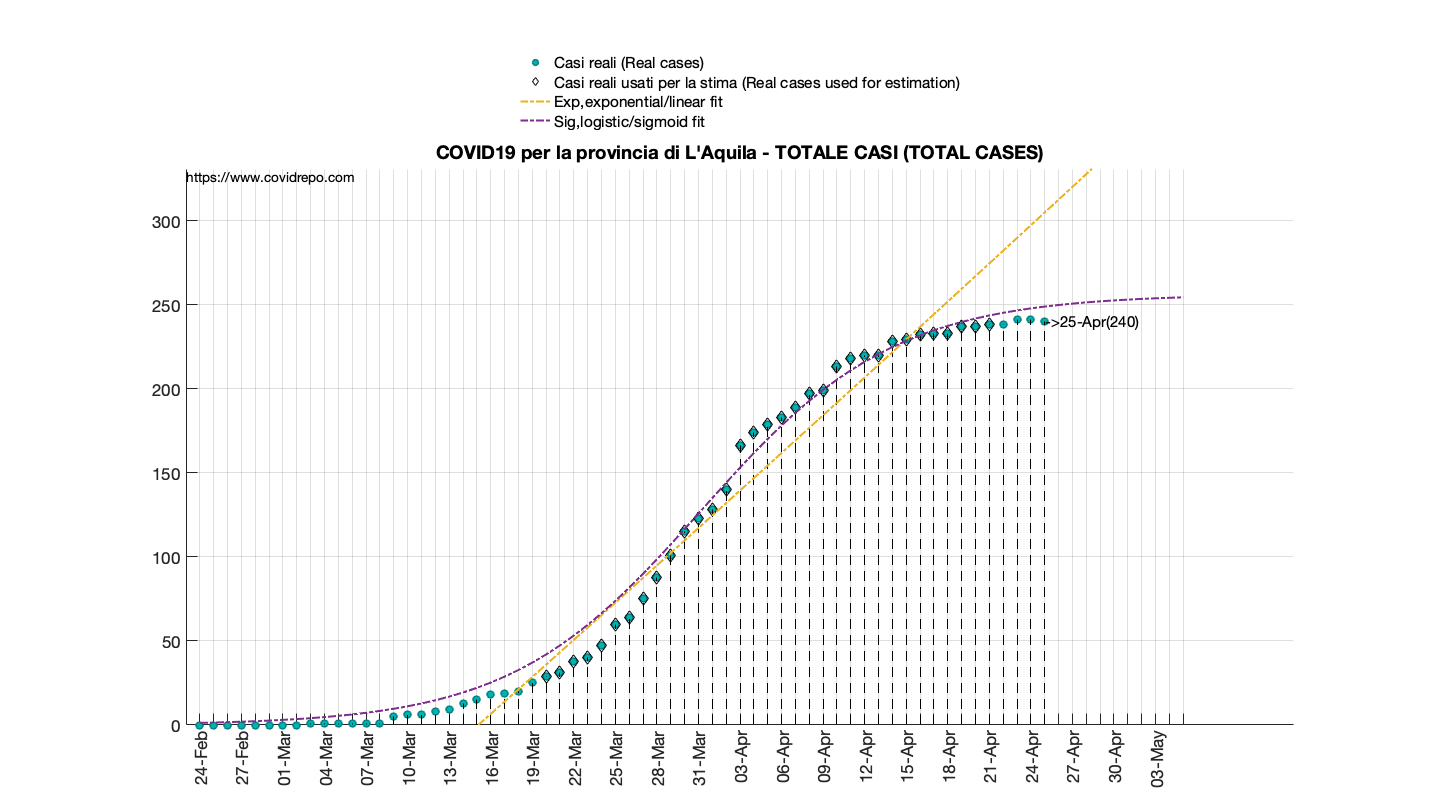 Casi reali (Real cases)
Casi reali usati per la stima (Real cases used for estimation)
Exp,exponential/linear fit
Sig,logistic/sigmoid fit
COVID19 per la provincia di L'Aquila - TOTALE CASI (TOTAL CASES)
https://www.covidrepo.com
300
250
->25-Apr(240)
200
150
100
50
0
24-Feb
27-Feb
01-Mar
04-Mar
07-Mar
10-Mar
13-Mar
16-Mar
19-Mar
22-Mar
25-Mar
28-Mar
31-Mar
03-Apr
06-Apr
09-Apr
12-Apr
15-Apr
18-Apr
21-Apr
24-Apr
27-Apr
30-Apr
03-May